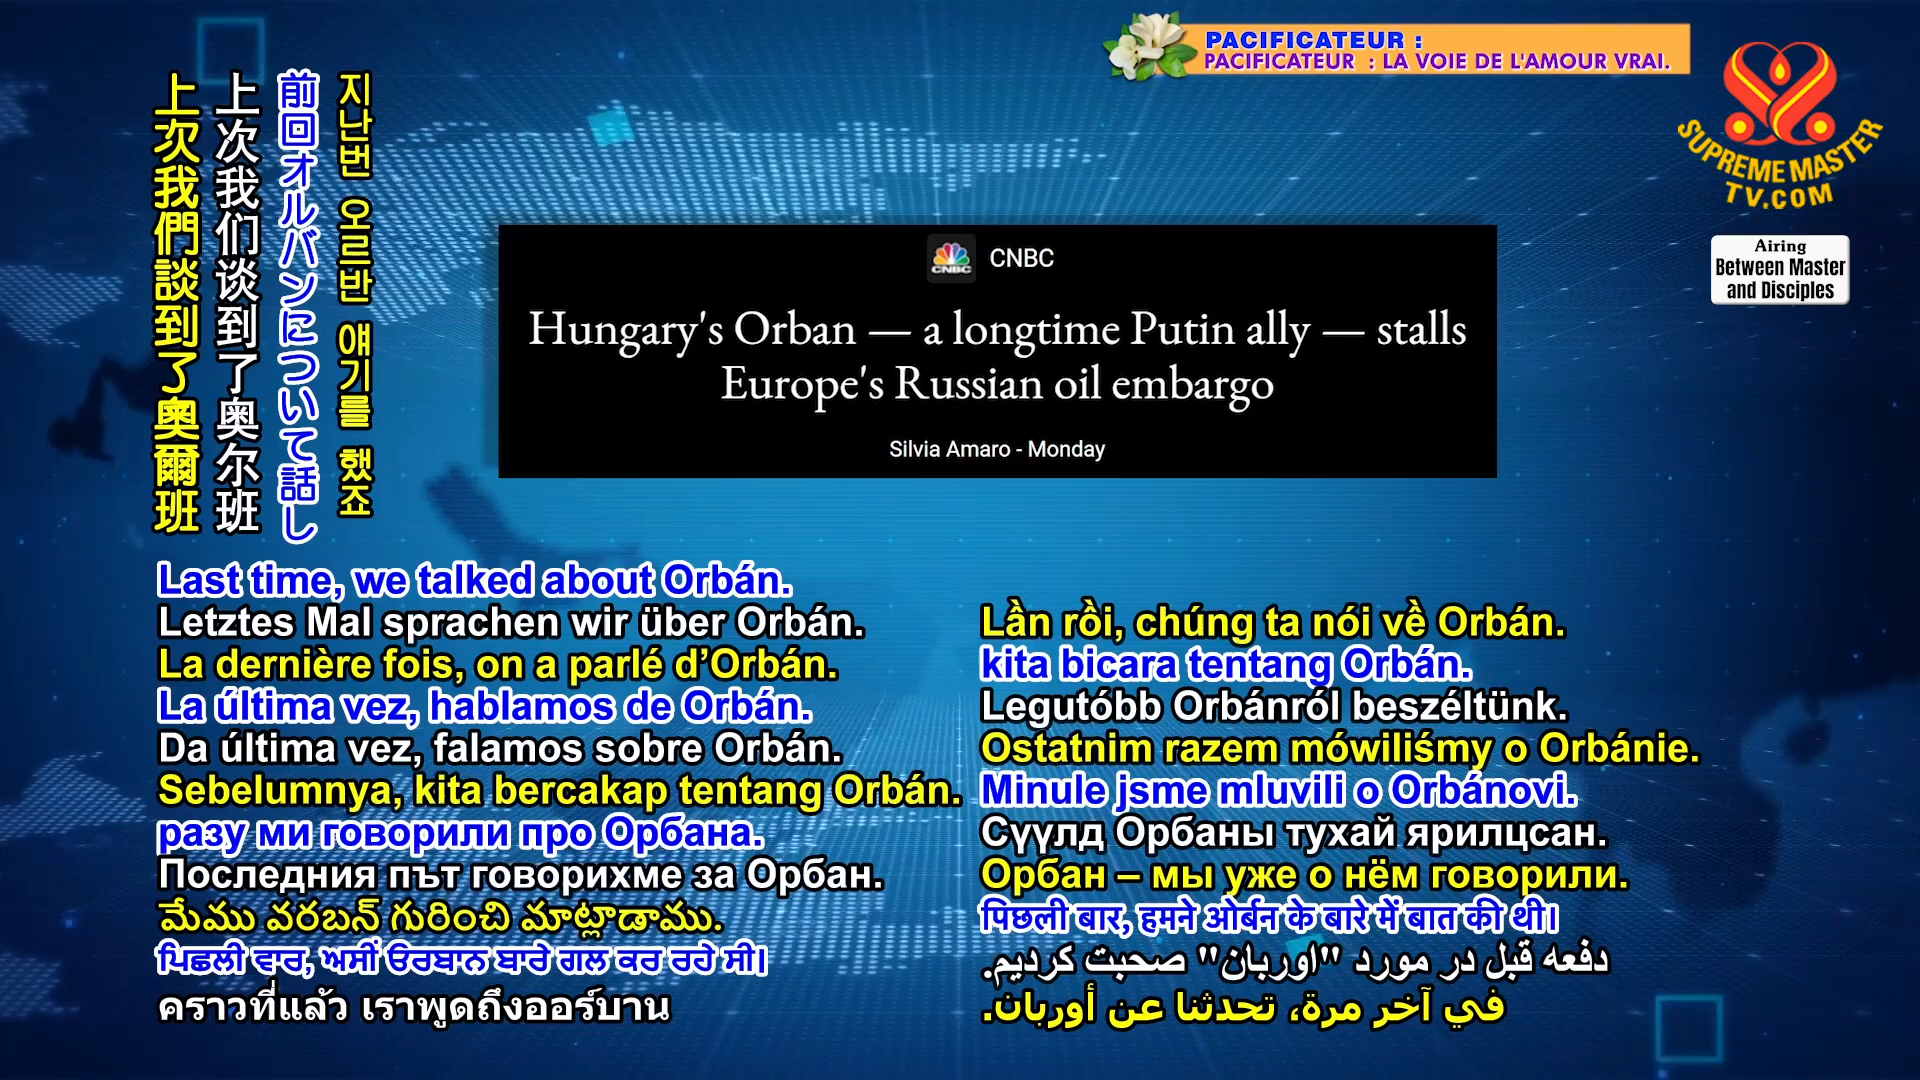 PACIFICATEUR :
PACIFICATEUR : LA VOIE DE L'AMOUR VRAI.
SUPREME MASTER
TV.COM
Airing
Between Master
and Disciples
上次我們談到了奧爾班
上次我们谈到了奥尔班
前回オルバンについて話し
지난번 오르반 얘기를 했죠
CNBC
CNBC
Hungary's Orban — a longtime Putin ally — stalls
Europe's Russian oil embargo
Silvia Amaro - Monday
Last time, we talked about Orbán.
Letztes Mal sprachen wir über Orbán.
La dernière fois, on a parlé d’Orbán.
La última vez, hablamos de Orbán.
Da última vez, falamos sobre Orbán.
Sebelumnya, kita bercakap tentang Orbán.
разу ми говорили про Орбана.
Последния път говорихме за Орбан.
మేము వరబన్ గురించి మాట్లాడాము.
ਪਿਛਲੀ ਵਾਰ, ਅਸੀਂ ਓਰਬਾਨ ਬਾਰੇ ਗਲ ਕਰ ਰਹੇ ਸੀ।
คราวที่แล้ว เราพูดถึงออร์บาน
Lần rồi, chúng ta nói về Orbán.
kita bicara tentang Orbán.
Legutóbb Orbánról beszéltünk.
Ostatnim razem mówiliśmy o Orbánie.
Minule jsme mluvili o Orbánovi.
Сүүлд Орбаны тухай ярилцсан.
Орбан – мы уже о нём говорили.
पिछली बार, हमने ओर्बन के बारे में बात की थी।
دفعه قبل در مورد "اوربان" صحبت کردیم.
في آخر مرة، تحدثنا عن أوربان.